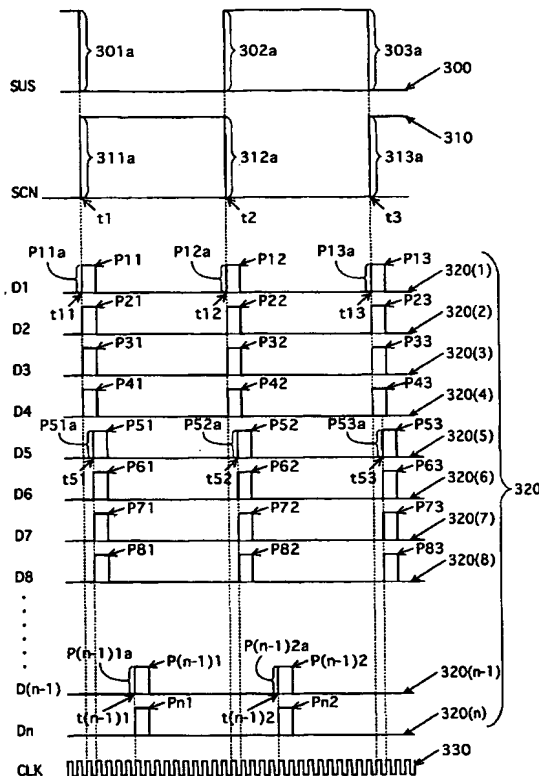 301a 302a 303a 300
SUS
310
311a 312a 313a
SCN
t1 t2 t3
P11a P11 P12a P12 P13a P13
D1 320(1)
t11 P21 t12 P22 t13 P23
D2 320(2)
P31 P32 P33
D3 320(3)
P41 P42 P43
D4 320(4)
P51a P51 P52a P52 P53a P53
D5 320(5)
t51 P61 t52 P62 t53 P63
320
D6 320(6)
P71 P72 P73
D7 320(7)
P81 P82 P83
D8 320(8)
P(n-1)1a P(n-1)1 P(n-1)2a P(n-1)2
D(n-1) 320(n-1)
t(n-1)1 Pn1 t(n-1)2 Pn2
Dn 320(n)
330
CLK